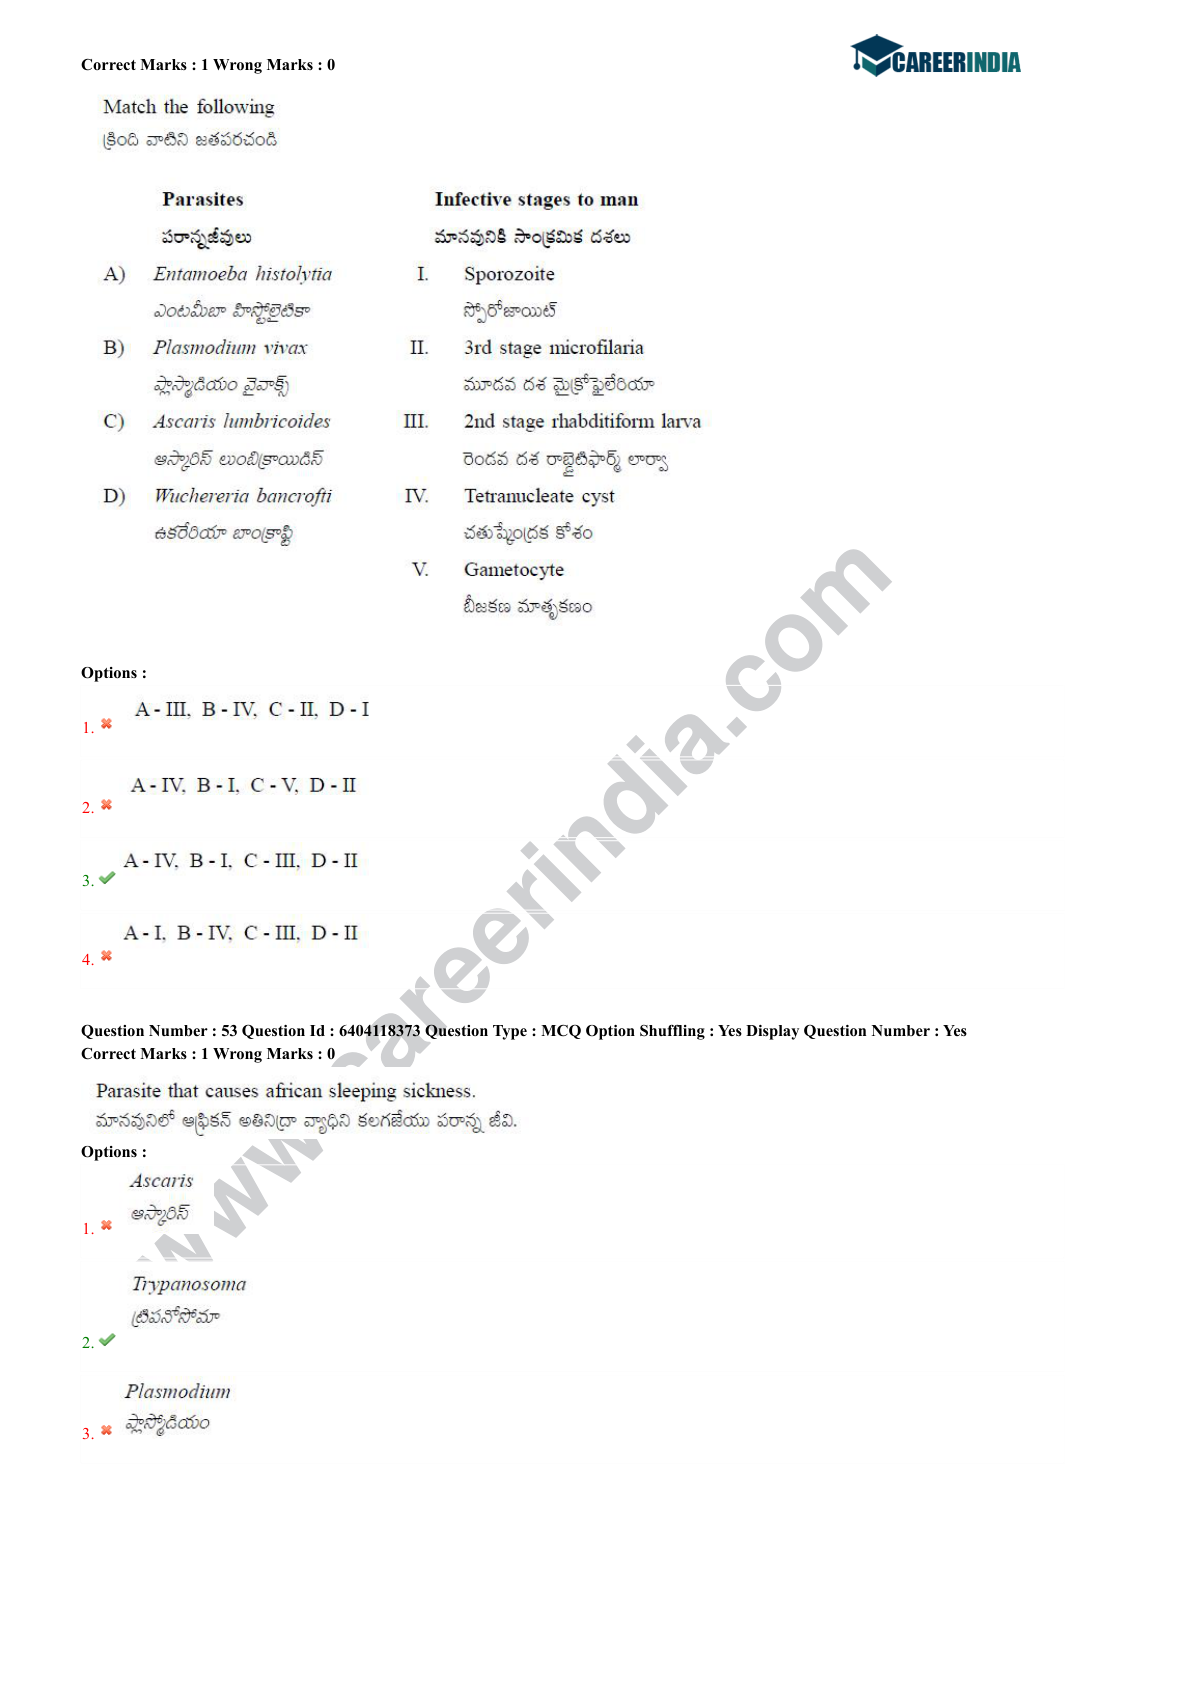 Correct Marks : 1 Wrong Marks : 0
CAREERINDIA
Match the following
క్రింది వాటిని జతపరచండి
Parasites Infective stages to man
పరాన్నజీవులు మానవునికి సాంక్రమిక దశలు
A) Entamoeba histolytia I. Sporozoite
ఎంటమీబా హిస్టోలైటికా స్పోరోజాయిట్
B) Plasmodium vivax II. 3rd stage microfilaria
ప్లాస్మాడియం వైవాక్స్ మూడవ దశ మైక్రోఫైలేరియా
C) Ascaris lumbricoides III. 2nd stage rhabditiform larva
ఆస్కారిస్ లుంబ్రికాయిడిస్ రెండవ దశ రాబ్డైటిఫార్మ్ లార్వా
D) Wuchereria bancrofti IV. Tetranucleate cyst
ఉకరేరియా బాంక్రాఫ్టి చతుష్కేంద్రక కోశం
V. Gametocyte
బీజకణ మాతృకణం
Options :
A - III, B - IV, C - II, D - I
1.
A - IV, B - I, C - V, D - II
2.
A - IV, B - I, C - III, D - II
3.
A - I, B - IV, C - III, D - II
4.
Question Number : 53 Question Id : 6404118373 Question Type : MCQ Option Shuffling : Yes Display Question Number : Yes
Correct Marks : 1 Wrong Marks : 0
Parasite that causes african sleeping sickness.
మానవునిలో ఆఫ్రికన్ అతినిద్రా వ్యాధిని కలగజేయు పరాన్న జీవి.
Options :
Ascaris
ఆస్కారిస్
1.
Trypanosoma
ట్రిపనోసోమా
2.
Plasmodium
ప్లాస్మోడియం
3.
www.careerindia.com